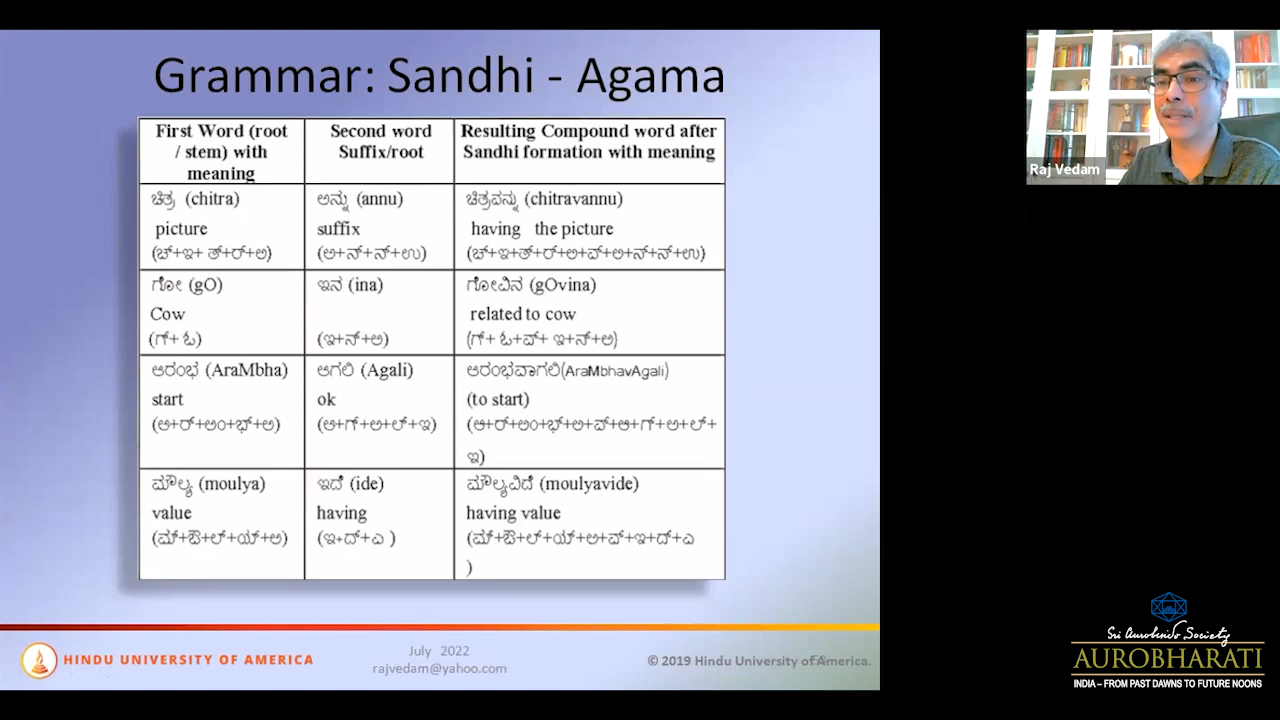 Grammar: Sandhi - Agama
First Word (root
/ stem) with
meaning
Second word
Suffix/root
Resulting Compound word after
Sandhi formation with meaning
ಚಿತ್ರ (chitra)
picture
(ಚ್+ಇ+ ತ್+ರ್+ಅ)
ಅನ್ನು (annu)
suffix
(ಅ+ನ್+ನ್+ಉ)
ಚಿತ್ರವನ್ನು (chitravannu)
having the picture
(ಚ್+ಇ+ತ್+ರ್+ಅ+ವ್+ಅ+ನ್+ನ್+ಉ)
ಗೋ (gO)
Cow
(ಗ್+ ಓ)
ಇನ (ina)
(ಇ+ನ್+ಅ)
ಗೋವಿನ (gOvina)
related to cow
(ಗ್+ ಓ+ವ್+ ಇ+ನ್+ಅ)
ಆರಂಭ (AraMbha)
start
(ಆ+ರ್+ಅಂ+ಭ್+ಅ)
ಆಗಲಿ (Agali)
ok
(ಆ+ಗ್+ಅ+ಲ್+ಇ)
ಆರಂಭವಾಗಲಿ(AraMbhavAgali)
(to start)
(ಆ+ರ್+ಅಂ+ಭ್+ಅ+ವ್+ಆ+ಗ್+ಅ+ಲ್+
ಇ)
ಮೌಲ್ಯ (moulya)
value
(ಮ್+ಔ+ಲ್+ಯ್+ಅ)
ಇದೆ (ide)
having
(ಇ+ದ್+ಎ )
ಮೌಲ್ಯವಿದೆ (moulyavide)
having value
(ಮ್+ಔ+ಲ್+ಯ್+ಅ+ವ್+ಇ+ದ್+ಎ
)
HINDU UNIVERSITY OF AMERICA
July 2022
rajvedam@yahoo.com
© 2019 Hindu University of America.
Raj Vedam
Sri Aurobindo Society
AUROBHARATI
INDIA – FROM PAST DAWNS TO FUTURE NOONS